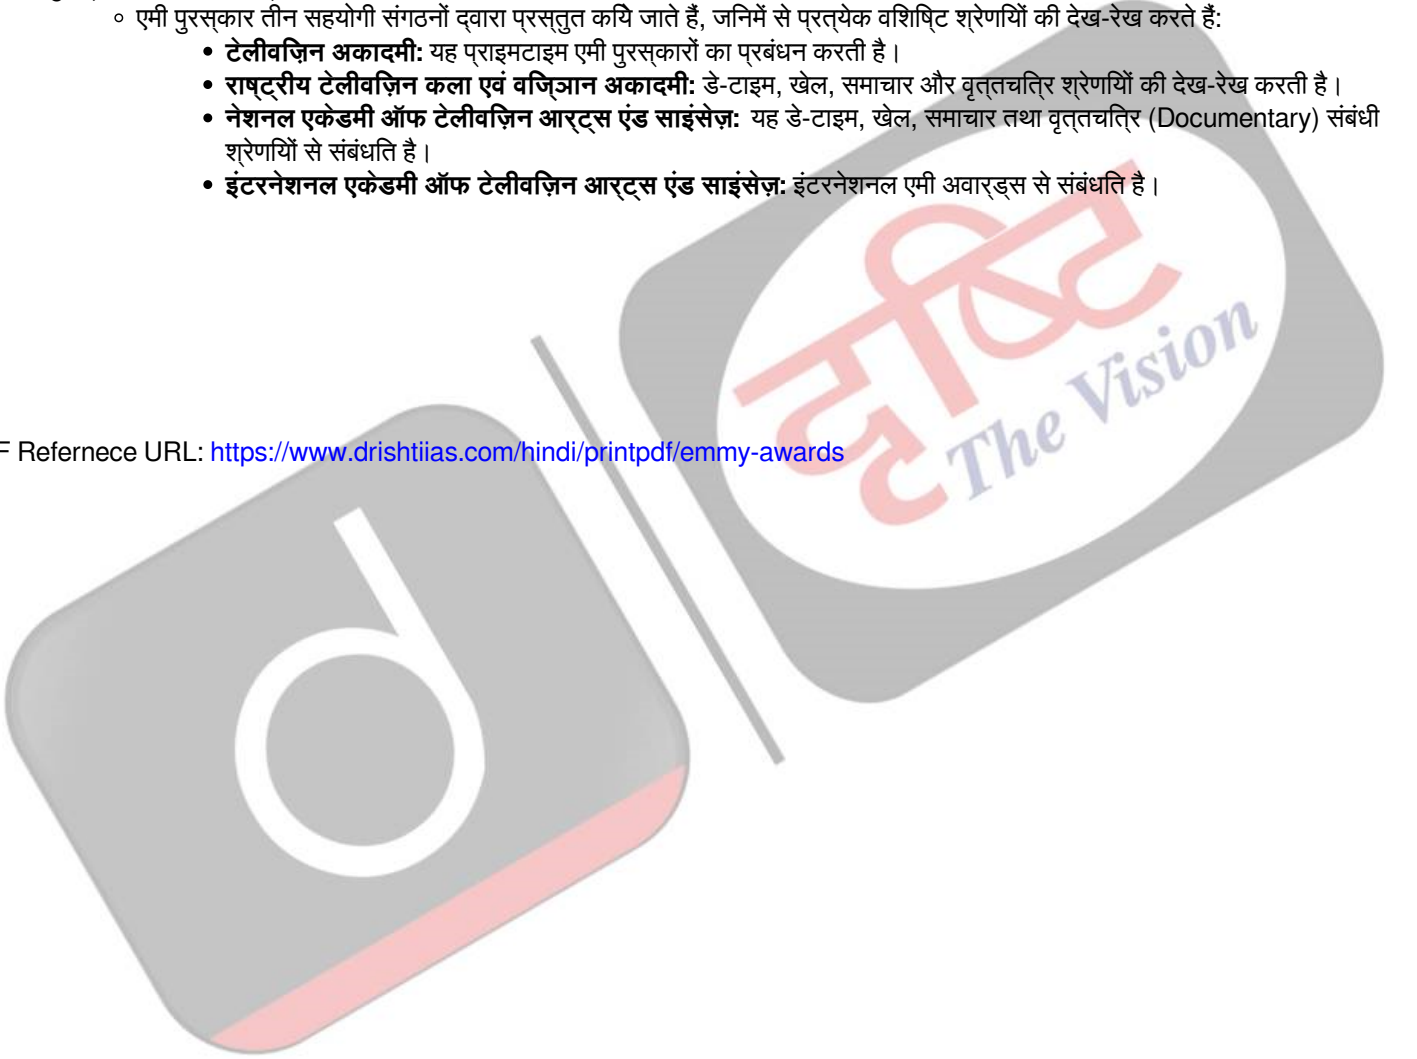 एमी पुरस्कार तीन सहयोगी संगठनों द्वारा प्रस्तुत किये जाते हैं, जिनमें से प्रत्येक विशिष्ट श्रेणियों की देख-रेख करते हैं:
टेलीविज़न अकादमी: यह प्राइमटाइम एमी पुरस्कारों का प्रबंधन करती है।
राष्ट्रीय टेलीविज़न कला एवं विज्ञान अकादमी: डे-टाइम, खेल, समाचार और वृत्तचित्र श्रेणियों की देख-रेख करती है।
नेशनल एकेडमी ऑफ टेलीविज़न आर्ट्स एंड साइंसेज़: यह डे-टाइम, खेल, समाचार तथा वृत्तचित्र (Documentary) संबंधी
श्रेणियों से संबंधित है।
इंटरनेशनल एकेडमी ऑफ टेलीविज़न आर्ट्स एंड साइंसेज़: इंटरनेशनल एमी अवार्ड्स से संबंधित है।
दृष्टि
The Vision
F Refernece URL: https://www.drishtiias.com/hindi/printpdf/emmy-awards
d